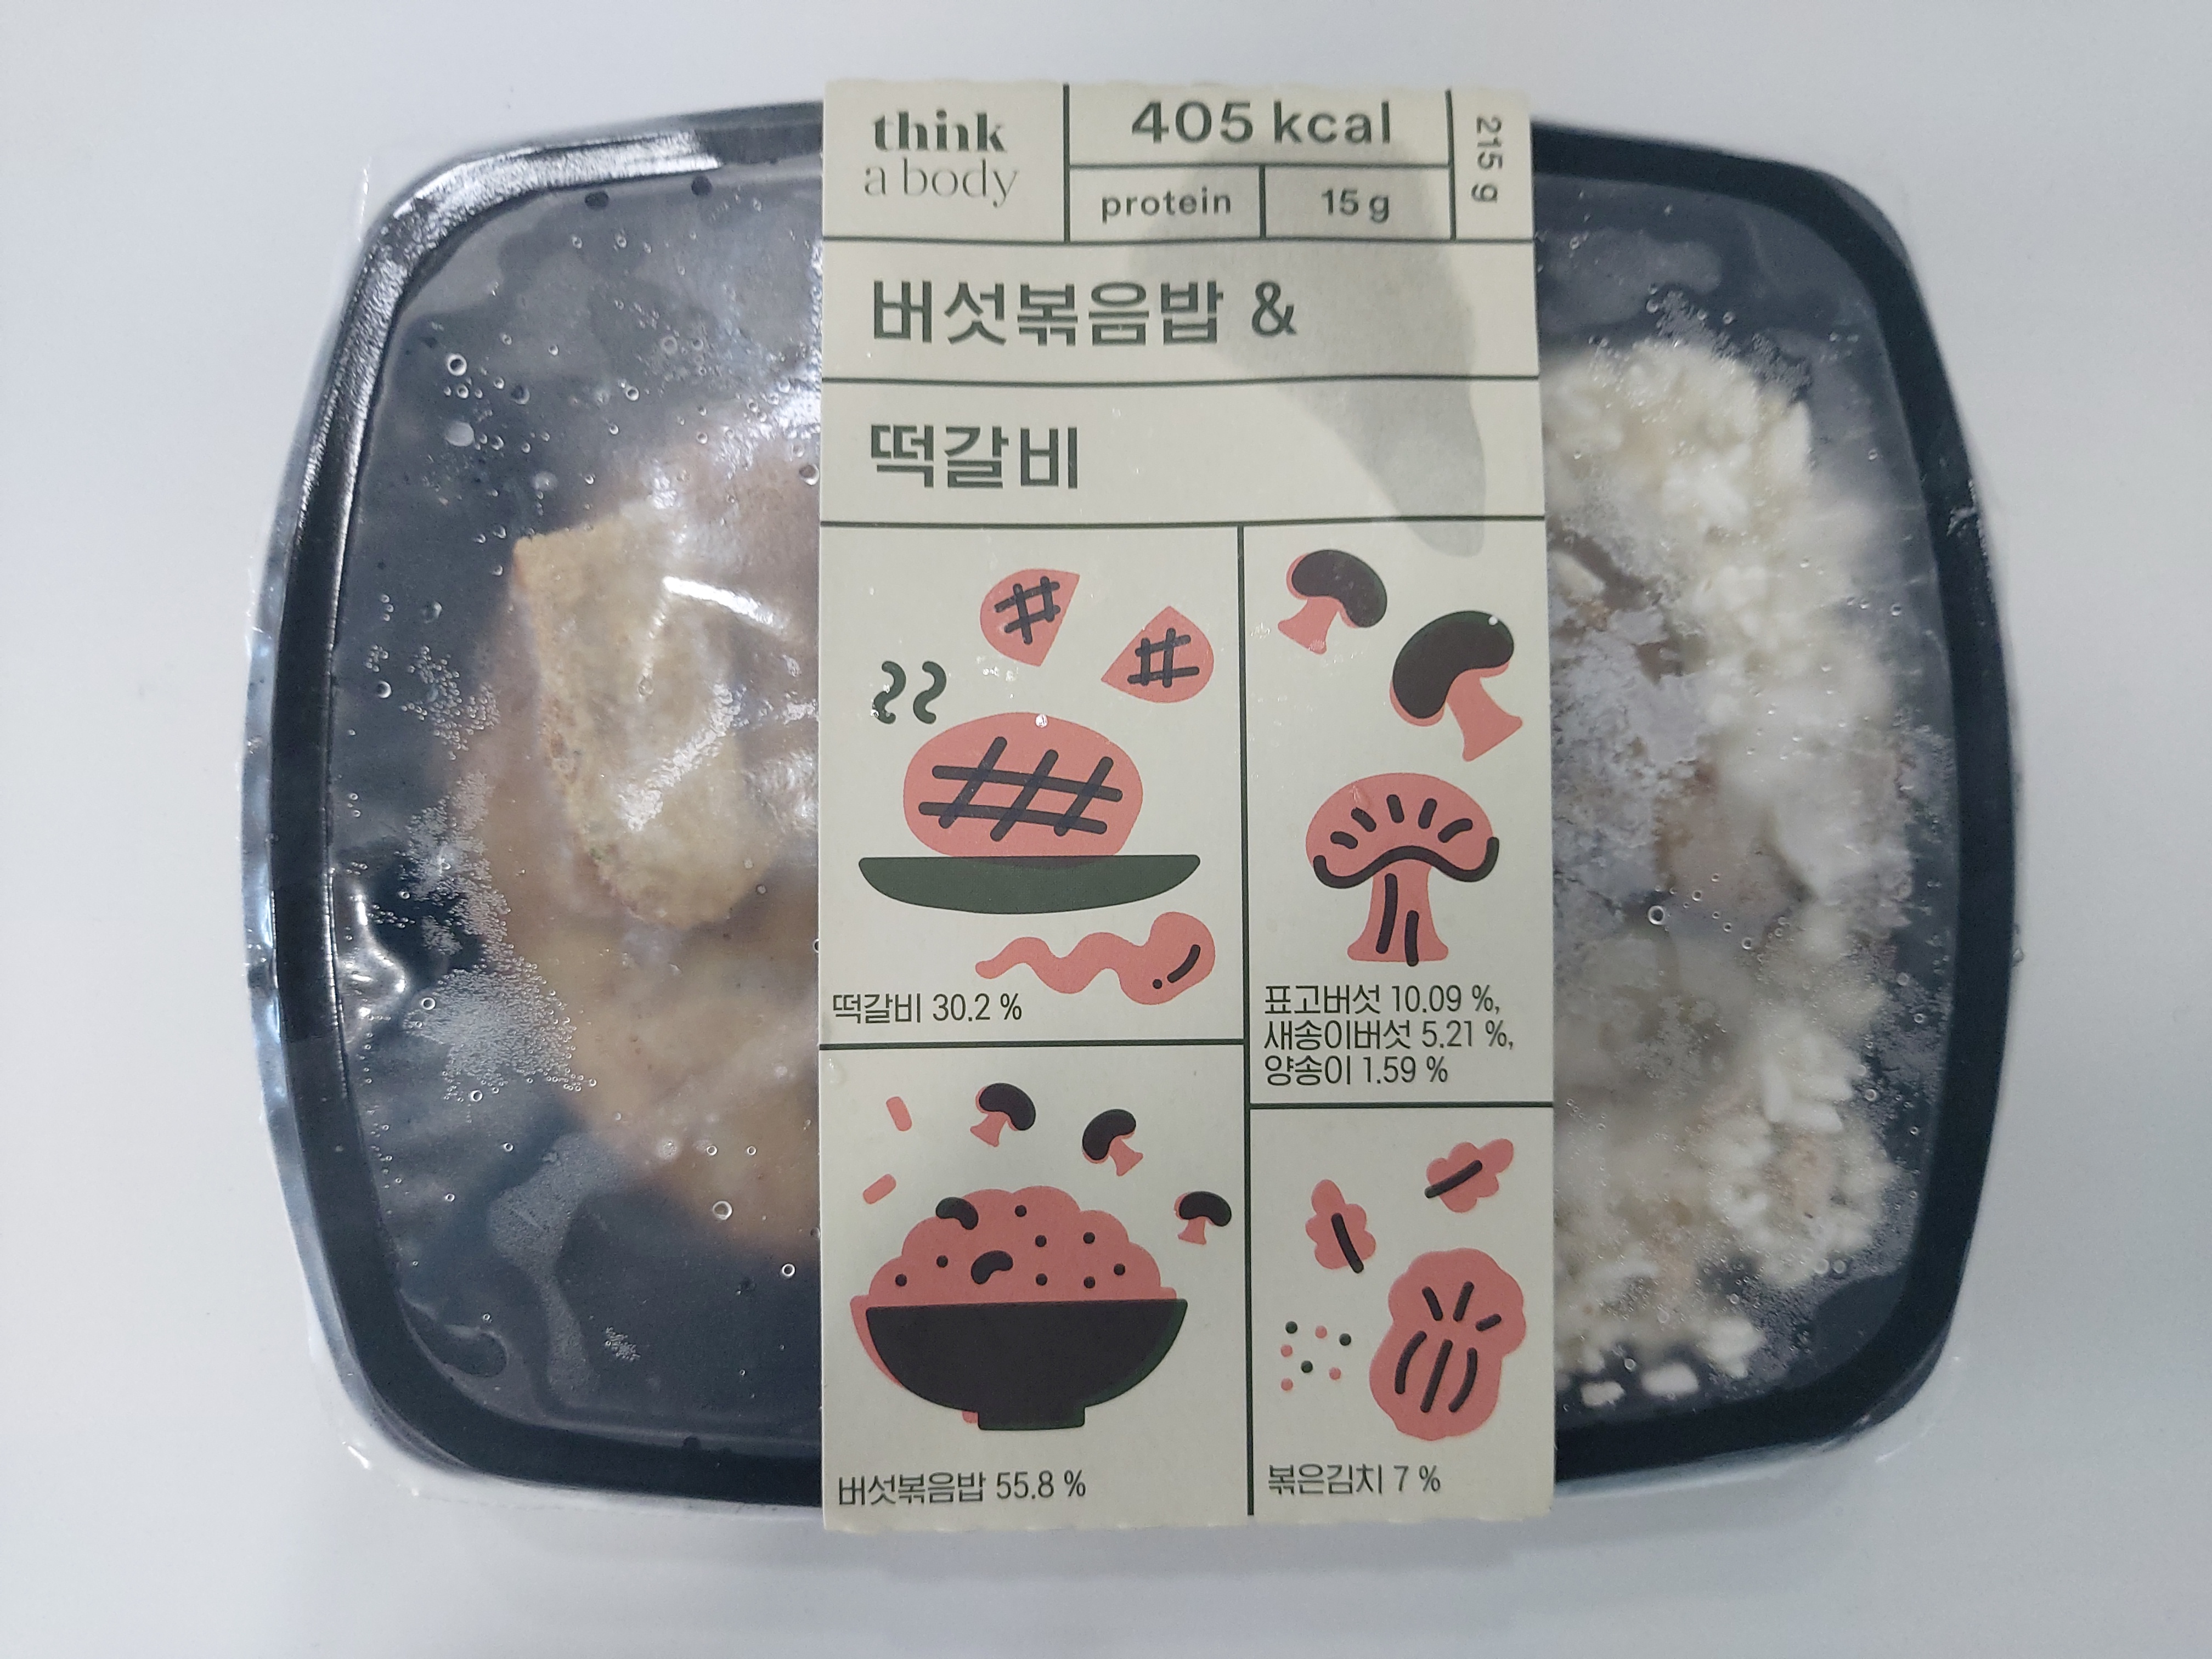 think
a body
405 kcal
protein 15 g
215 g
버섯볶음밥 &
떡갈비
떡갈비 30.2 %
표고버섯 10.09 %,
새송이버섯 5.21 %,
양송이 1.59 %
버섯볶음밥 55.8 %
볶은김치 7 %